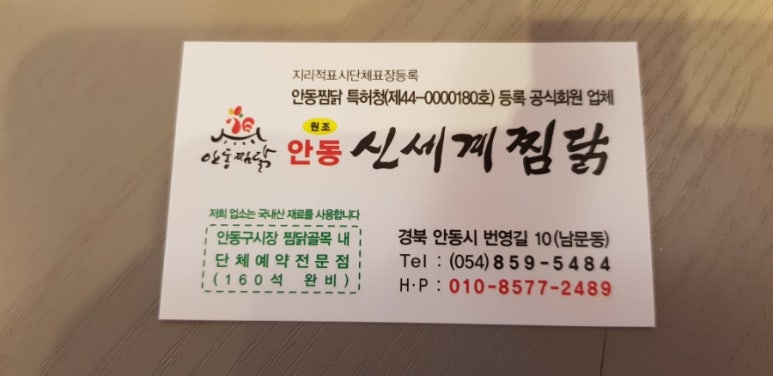 지리적표시단체표장등록
안동찜닭 특허청(제44-0000180호) 등록 공식회원 업체
안동찜닭
원조
안동 신세계찜닭
저희 업소는 국내산 재료를 사용합니다
안동구시장 찜닭골목 내
단체예약전문점
(160석 완비)
경북 안동시 번영길 10(남문동)
Tel : (054)859-5484
H·P : 010-8577-2489